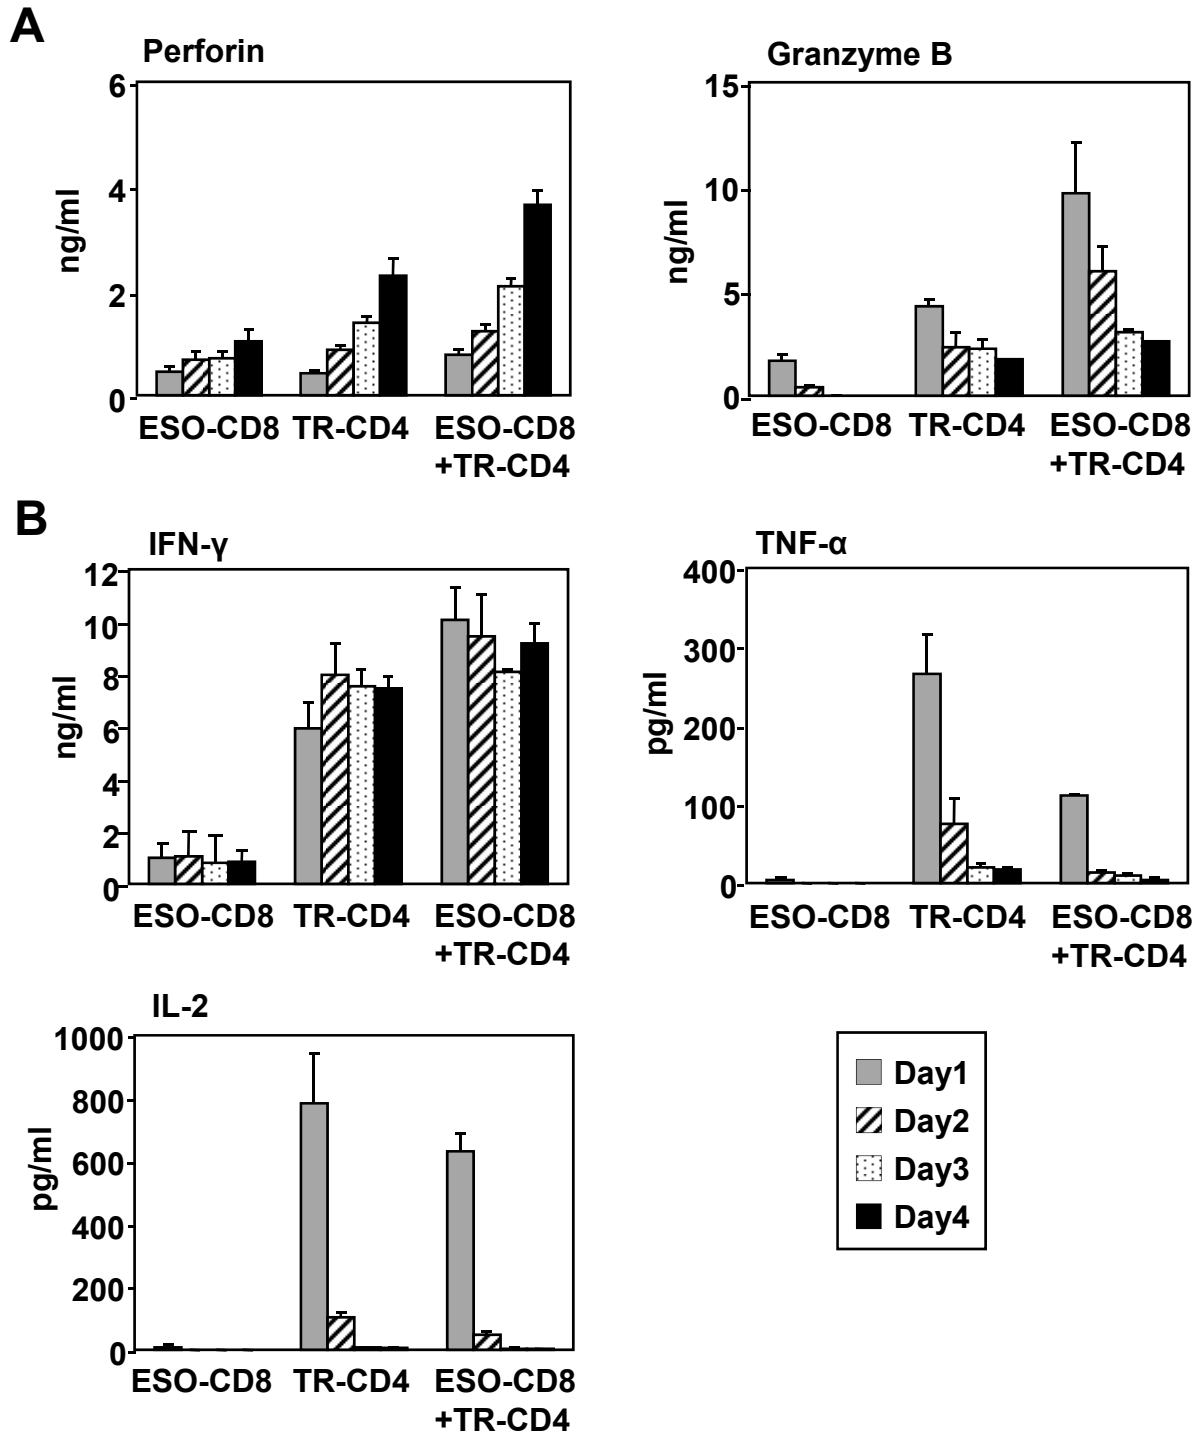 A
Perforin
6
4
2
0
ng/ml
ESO-CD8 TR-CD4 ESO-CD8
+TR-CD4
Granzyme B
15
10
5
0
ng/ml
ESO-CD8 TR-CD4 ESO-CD8
+TR-CD4
B
IFN-γ
12
10
8
6
4
2
0
ng/ml
ESO-CD8 TR-CD4 ESO-CD8
+TR-CD4
TNF-α
400
300
200
100
0
pg/ml
ESO-CD8 TR-CD4 ESO-CD8
+TR-CD4
IL-2
1000
800
600
400
200
0
pg/ml
ESO-CD8 TR-CD4 ESO-CD8
+TR-CD4
Day1
Day2
Day3
Day4